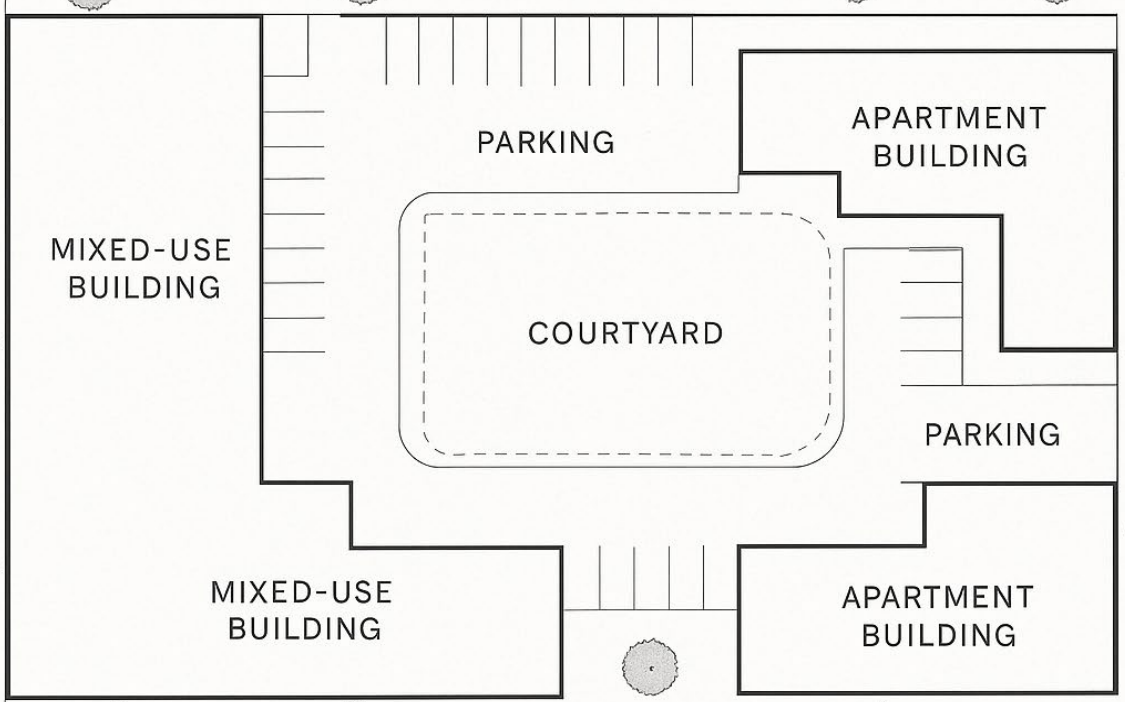 PARKING
APARTMENT
BUILDING
MIXED-USE
BUILDING
COURTYARD
PARKING
MIXED-USE
BUILDING
APARTMENT
BUILDING